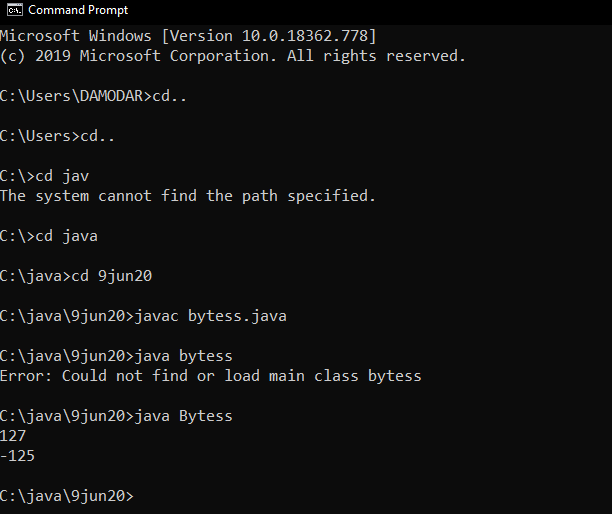 Command Prompt
Microsoft Windows [Version 10.0.18362.778]
(c) 2019 Microsoft Corporation. All rights reserved.
C:\Users\DAMODAR>cd..
C:\Users>cd..
C:\>cd jav
The system cannot find the path specified.
C:\>cd java
C:\java>cd 9jun20
C:\java\9jun20>javac bytess.java
C:\java\9jun20>java bytess
Error: Could not find or load main class bytess
C:\java\9jun20>java Bytess
127
-125
C:\java\9jun20>